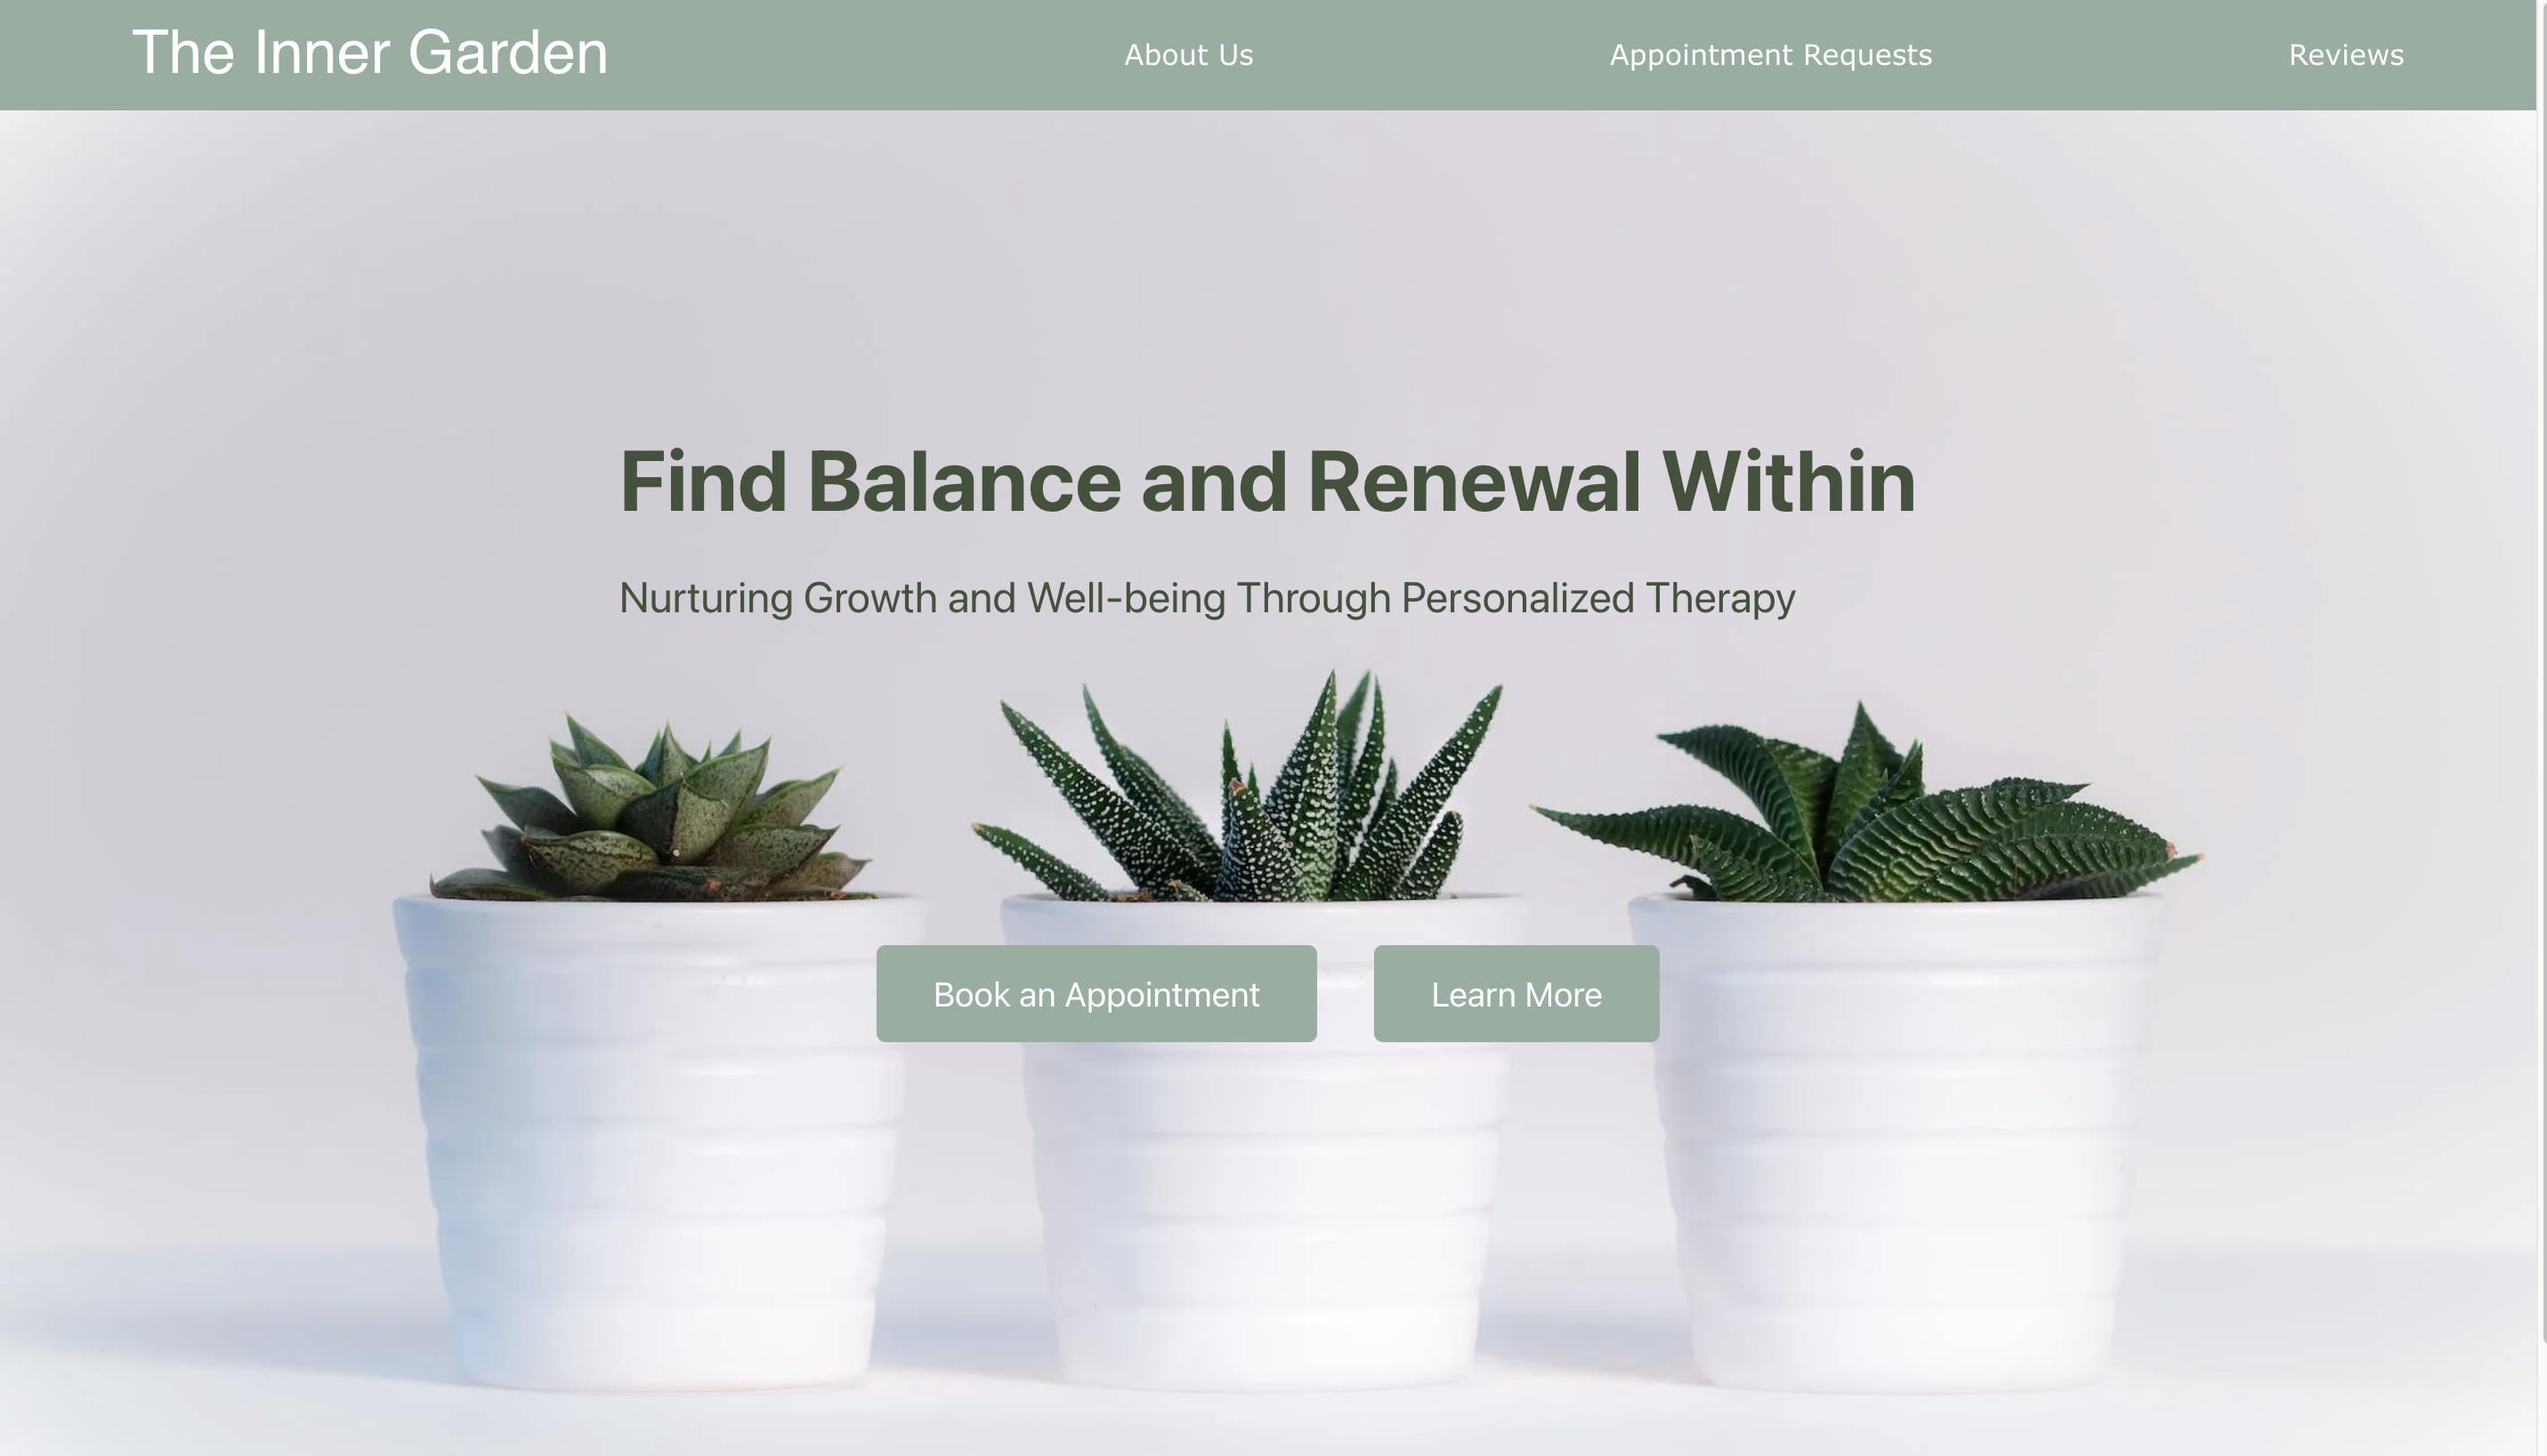 The Inner Garden
About Us
Appointment Requests
Reviews
Find Balance and Renewal Within
Nurturing Growth and Well-being Through Personalized Therapy
Book an Appointment
Learn More